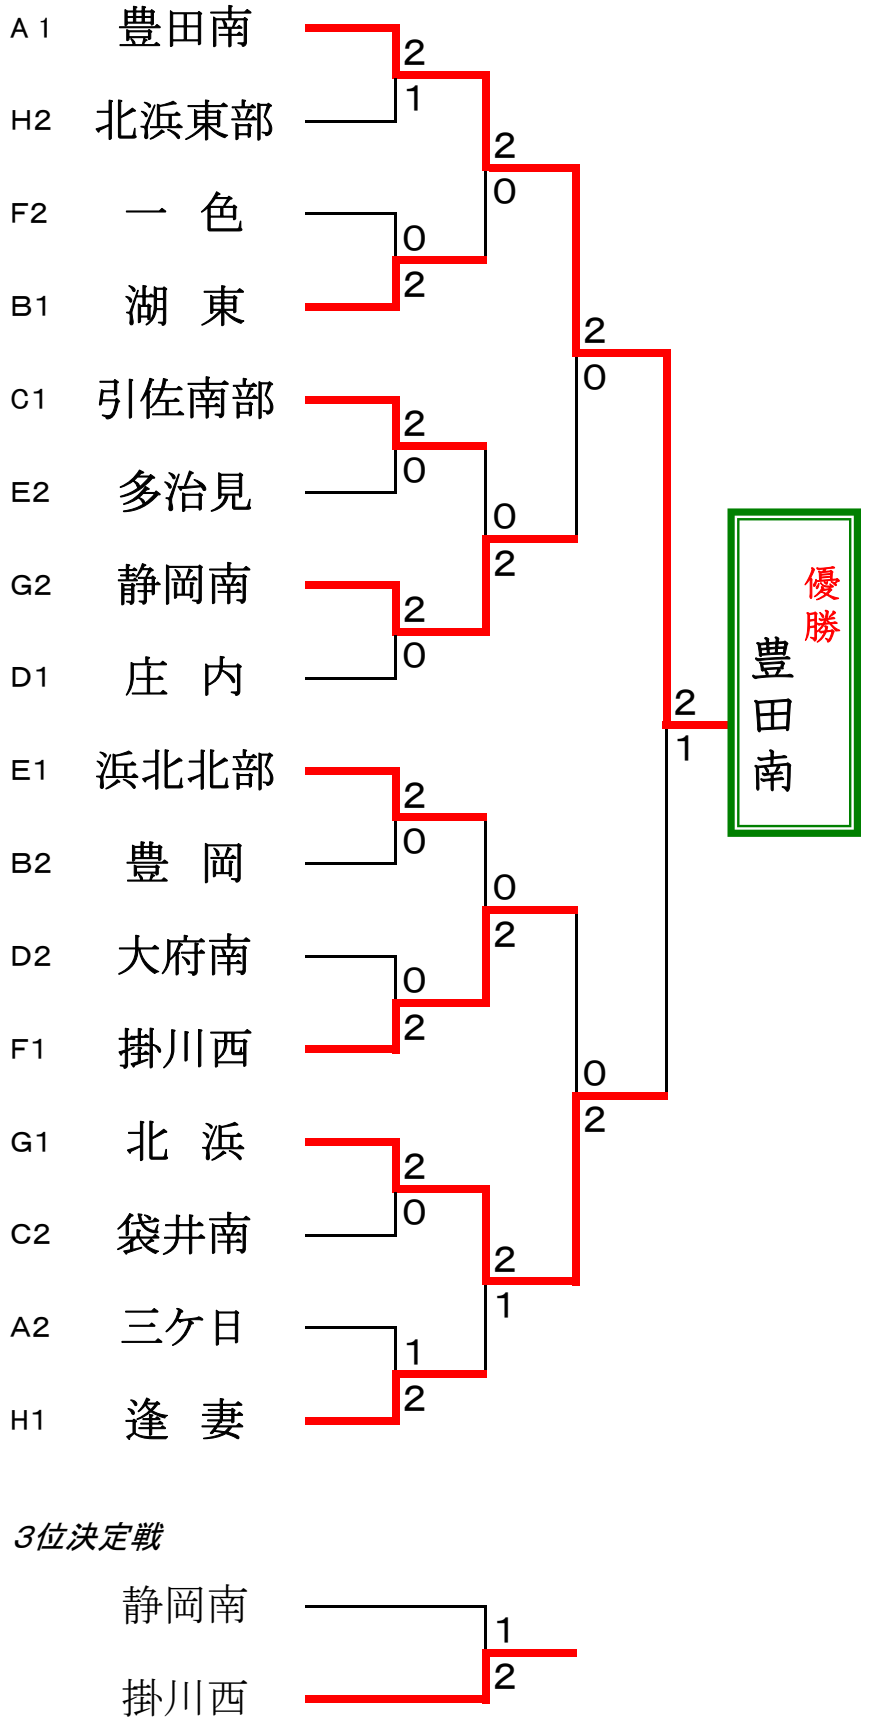 A1 豊田南
2
1
H2 北浜東部
2
0
F2 一 色
0
2
B1 湖 東
2
0
C1 引佐南部
2
0
E2 多治見
0
2
G2 静岡南
2
0
D1 庄 内
優勝
豊田南
2
1
E1 浜北北部
2
0
B2 豊 岡
0
2
D2 大府南
0
2
F1 掛川西
0
2
G1 北 浜
2
0
C2 袋井南
2
1
A2 三ケ日
1
2
H1 逢 妻
3位決定戦
静岡南
1
2
掛川西